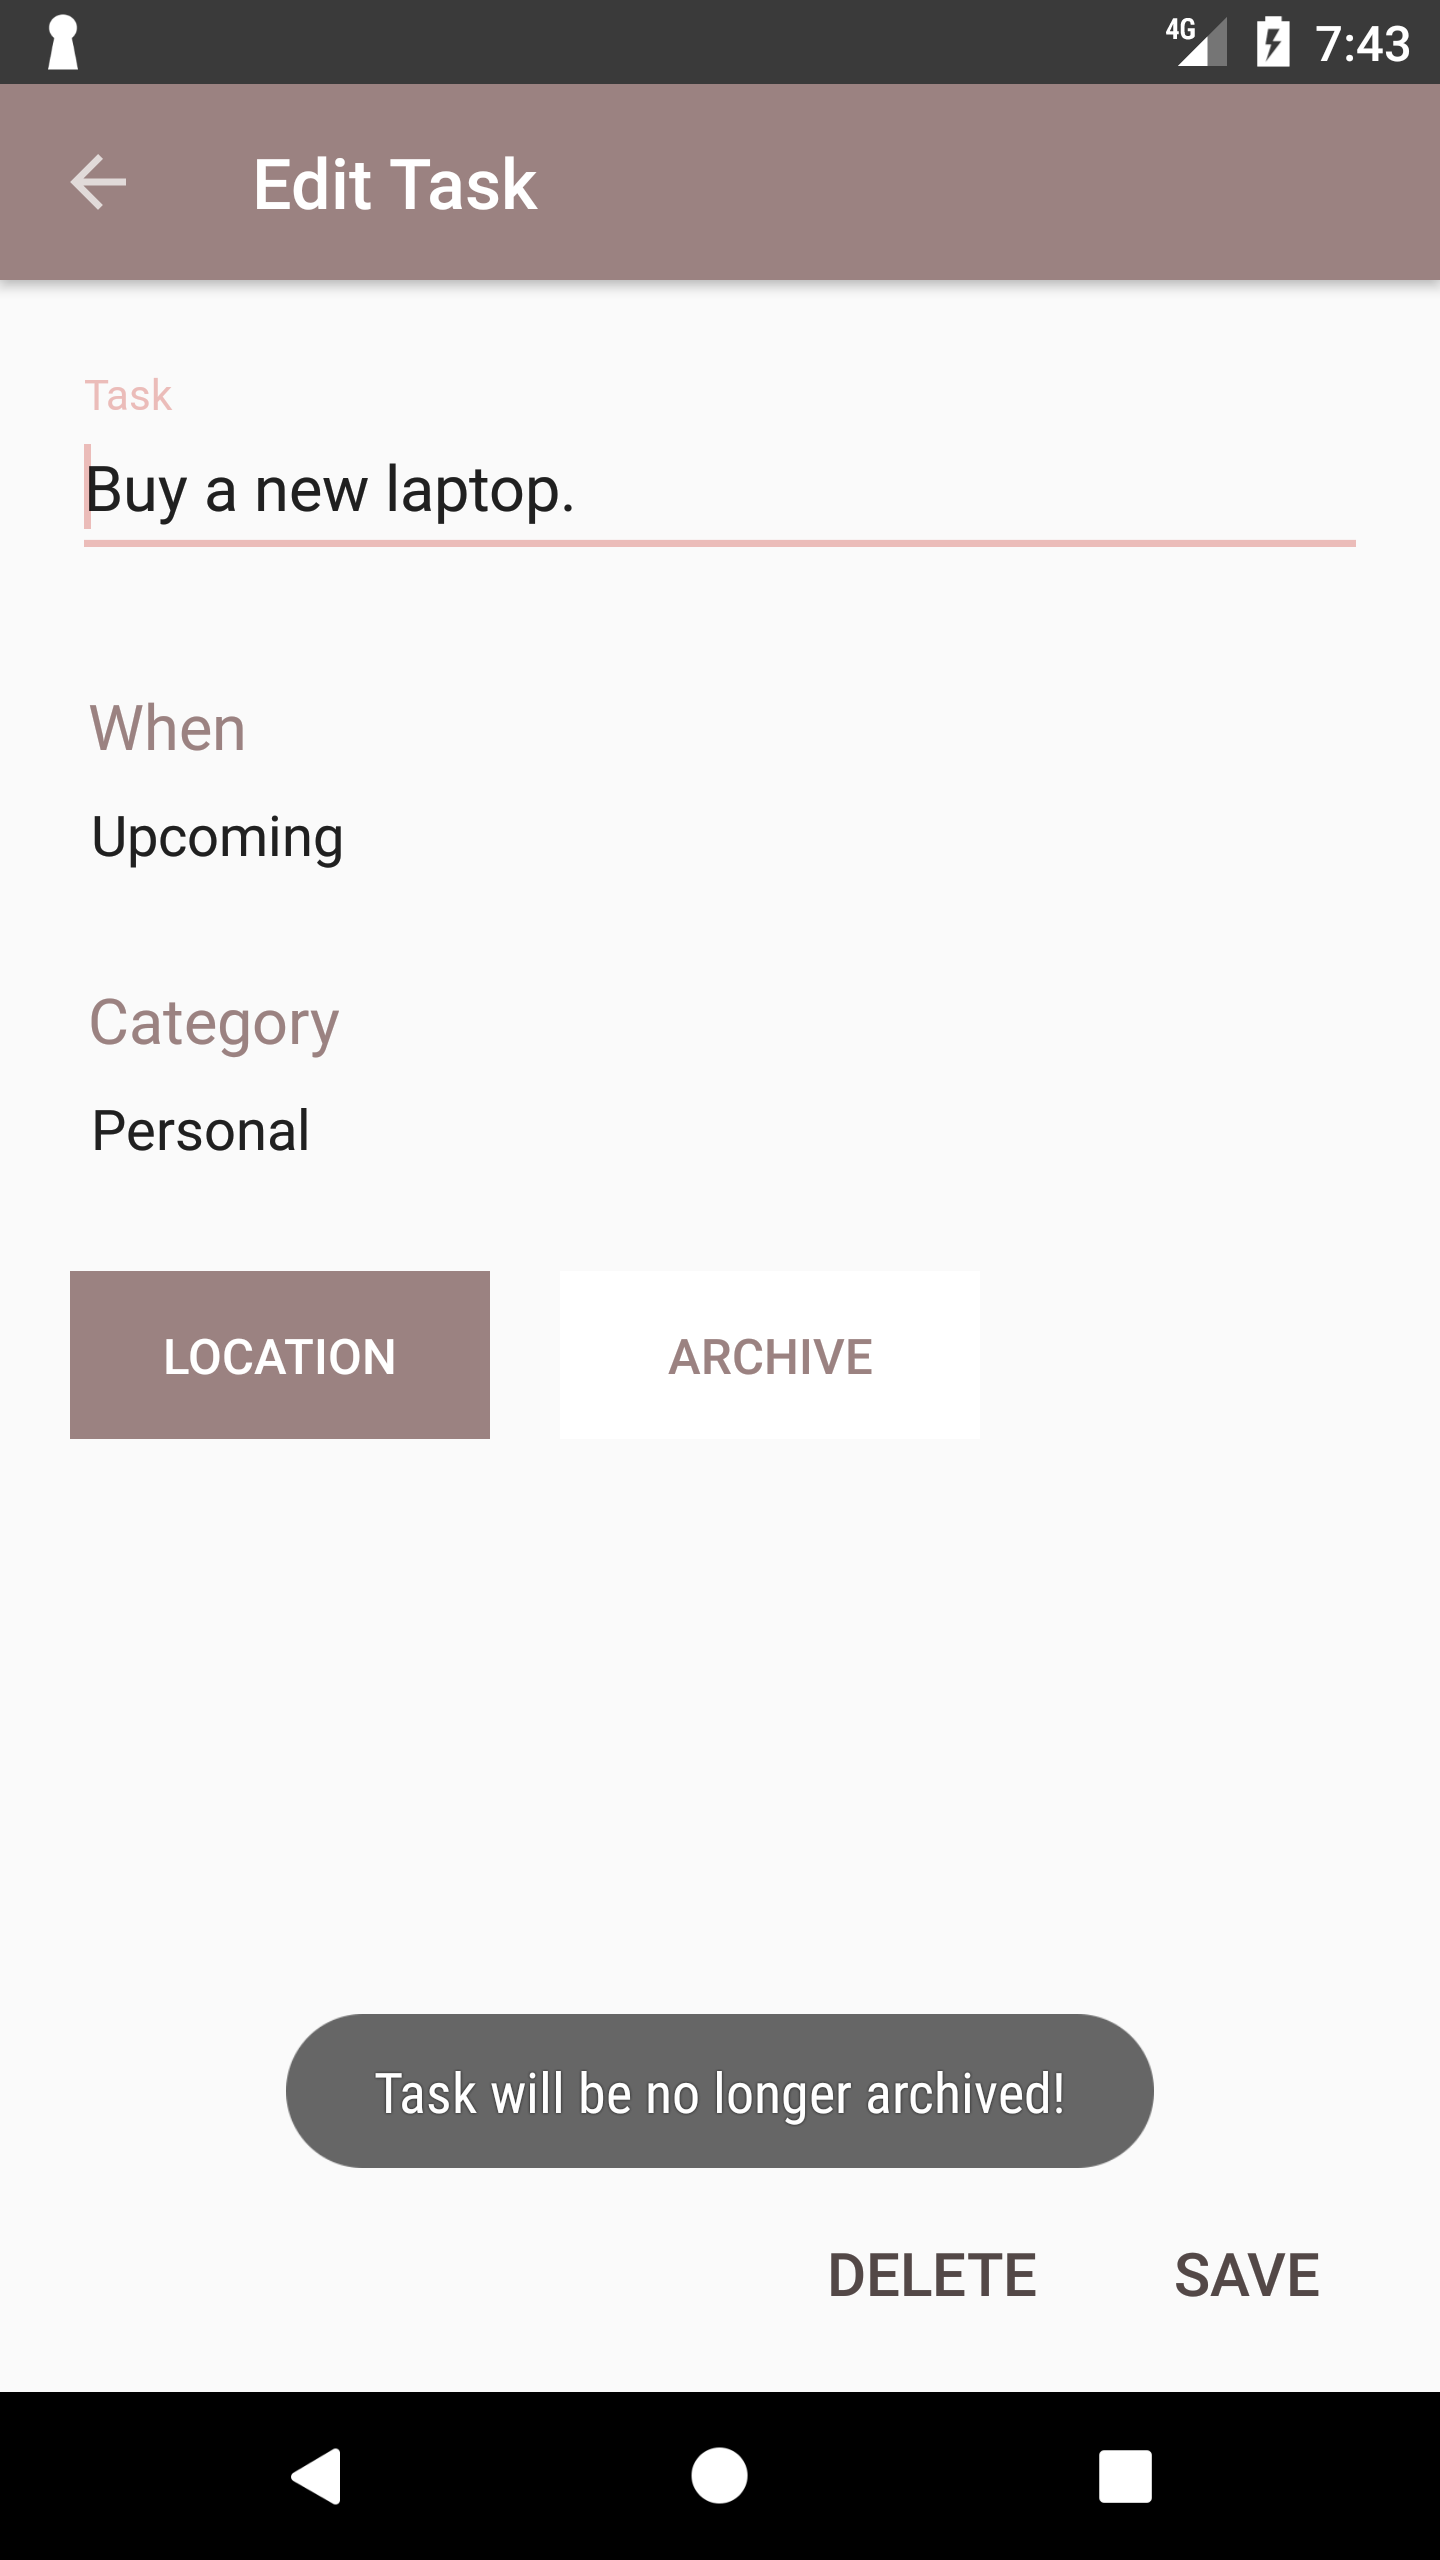 4G 7:43
Edit Task
Task
Buy a new laptop.
When
Upcoming
Category
Personal
LOCATION ARCHIVE
Task will be no longer archived!
DELETE SAVE